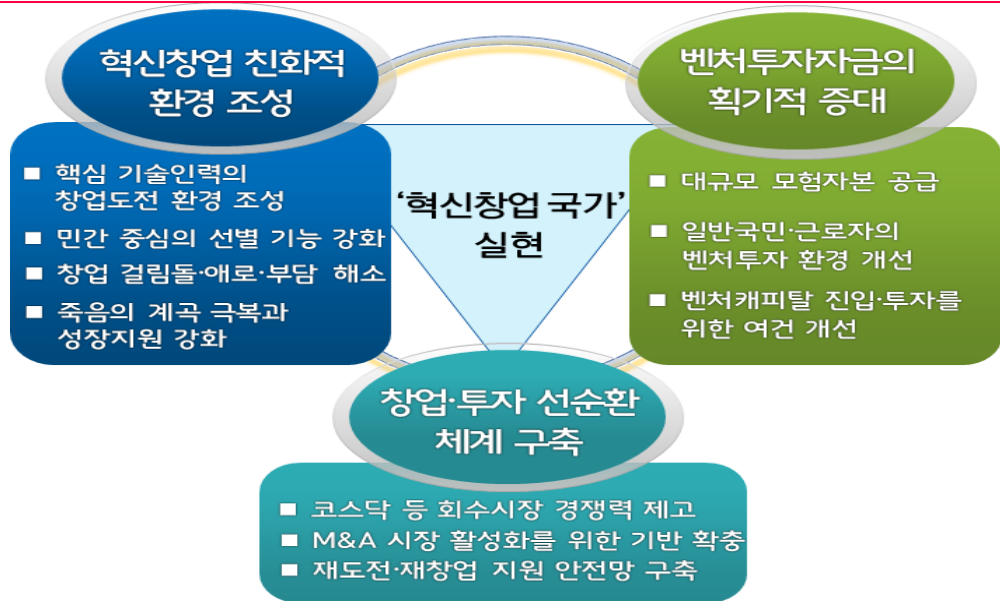 혁신창업 친화적
환경 조성
■ 핵심 기술인력의
창업도전 환경 조성
■ 민간 중심의 선별 기능 강화
■ 창업 걸림돌·애로·부담 해소
■ 죽음의 계곡 극복과
성장지원 강화
벤처투자자금의
획기적 증대
■ 대규모 모험자본 공급
■ 일반국민·근로자의
벤처투자 환경 개선
■ 벤처캐피탈 진입·투자를
위한 여건 개선
‘혁신창업 국가’
실현
창업·투자 선순환
체계 구축
■ 코스닥 등 회수시장 경쟁력 제고
■ M&A 시장 활성화를 위한 기반 확충
■ 재도전·재창업 지원 안전망 구축